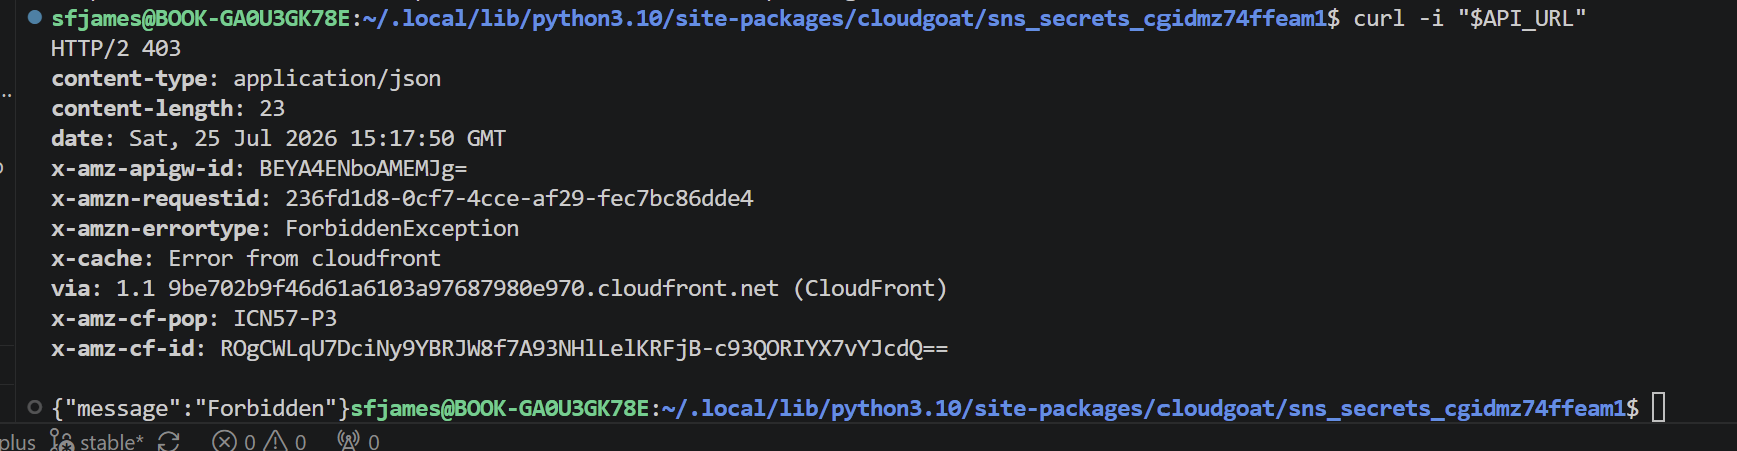 sfjames@BOOK-GA0U3GK78E:~/.local/lib/python3.10/site-packages/cloudgoat/sns_secrets_cgidmz74ffeam1$ curl -i "$API_URL"
HTTP/2 403
content-type: application/json
content-length: 23
date: Sat, 25 Jul 2026 15:17:50 GMT
x-amz-apigw-id: BEYA4ENboAMEMJg=
x-amzn-requestid: 236fd1d8-0cf7-4cce-af29-fec7bc86dde4
x-amzn-errortype: ForbiddenException
x-cache: Error from cloudfront
via: 1.1 9be702b9f46d61a6103a97687980e970.cloudfront.net (CloudFront)
x-amz-cf-pop: ICN57-P3
x-amz-cf-id: ROgCWLqU7DciNy9YBRJW8f7A93NHlLelKRFjB-c93QORIYX7vYJcdQ==
{"message":"Forbidden"}sfjames@BOOK-GA0U3GK78E:~/.local/lib/python3.10/site-packages/cloudgoat/sns_secrets_cgidmz74ffeam1$
plus stable* 0 0 0